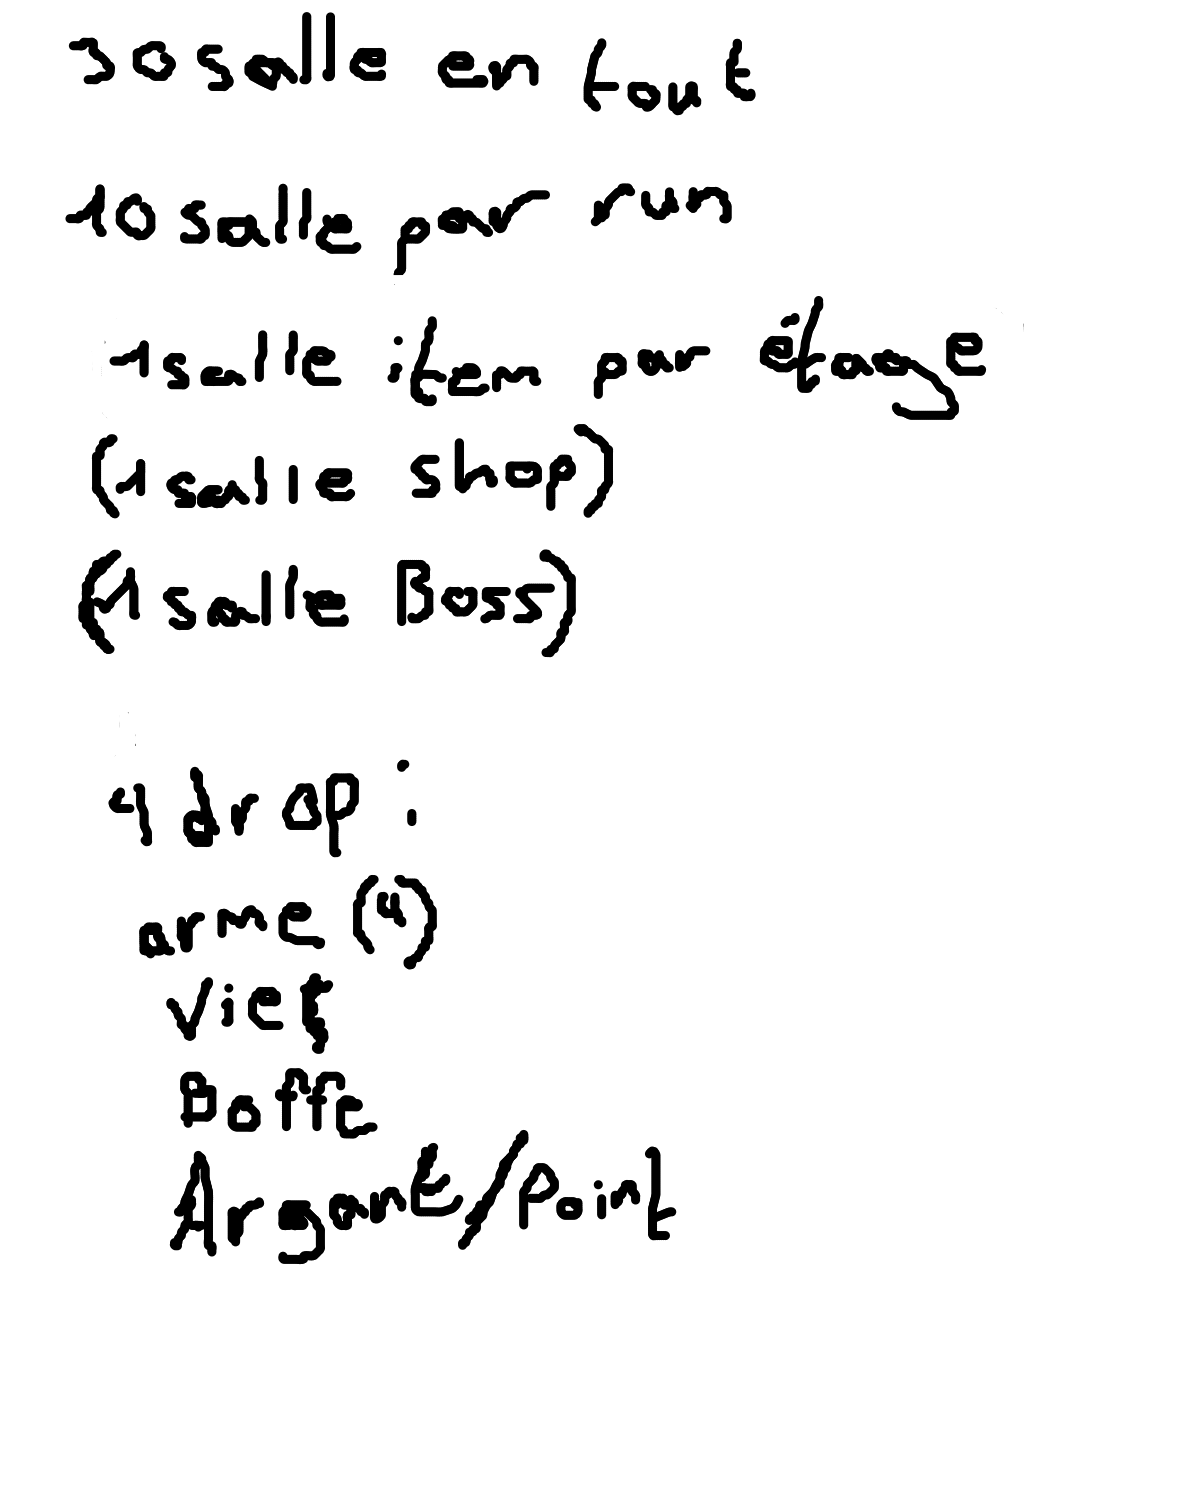 30 salle en tout
10 salle par run
1 salle item par étage
(1 salle shop)
(1 salle Boss)
4 drop :
arme (4)
vie
Boffe
Argant/Point